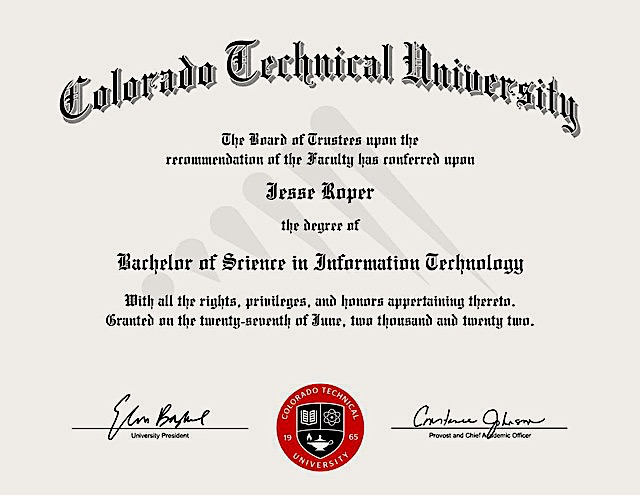 Colorado Technical University
The Board of Trustees upon the
recommendation of the Faculty has conferred upon
Jesse Roper
the degree of
Bachelor of Science in Information Technology
With all the rights, privileges, and honors appertaining thereto.
Granted on the twenty-seventh of June, two thousand and twenty two.
University President
COLORADO TECHNICAL
19 65
UNIVERSITY
Constance Johnson
Provost and Chief Academic Officer